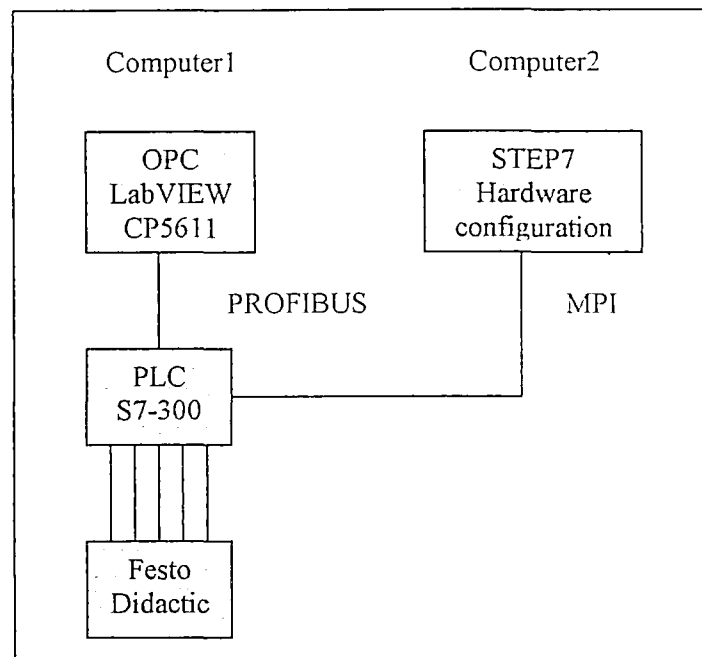 Computer1
Computer2
OPC
LabVIEW
CP5611
STEP7
Hardware
configuration
PROFIBUS
MPI
PLC
S7-300
Festo
Didactic